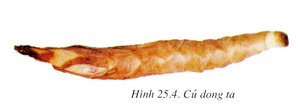 Hình 25.4. Củ dong ta